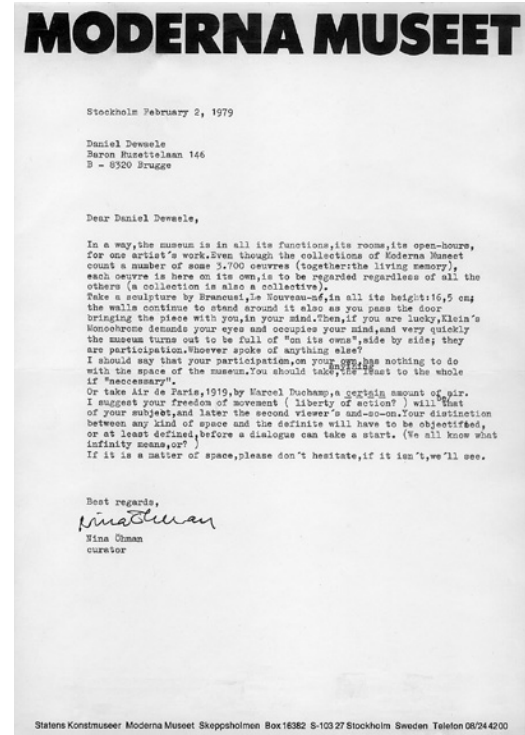 MODERNA MUSEET
Stockholm February 2, 1979
Daniel Dewaele
Baron Ruzettelaan 146
B - 8320 Brugge
Dear Daniel Dewaele,
In a way,the museum is in all its functions,its rooms,its open-hours,
for one artist's work.Even though the collections of Moderna Museet
count a number of some 3.700 oeuvres (together:the living memory),
each oeuvre is here on its own,is to be regarded regardless of all the
others (a collection is also a collective).
Take a sculpture by Brancusi,Le Nouveau-né,in all its height:16,5 cm;
the walls continue to stand around it also as you pass the door
bringing the piece with you,in your mind.Then,if you are lucky,Klein's
Monochrome demands your eyes and occupies your mind,and very quickly
the museum turns out to be full of "on its owns",side by side; they
are participation.Whoever spoke of anything else?
I should say that your participation,on your own,has nothing to do
with the space of the museum.You should take,anything the least to the whole
if "neccessary".
Or take Air de Paris,1919,by Marcel Duchamp,a certain amount of air.
I suggest your freedom of movement ( liberty of action? ) will be that
of your subject,and later the second viewer's and-so-on.Your distinction
between any kind of space and the definite will have to be objectified,
or at least defined,before a dialogue can take a start. (We all know what
infinity means,or? )
If it is a matter of space,please don't hesitate,if it isn't,we'll see.
Best regards,
Nina Öhman
Nina Öhman
curator
Statens Konstmuseer Moderna Museet Skeppsholmen Box 16382 S-103 27 Stockholm Sweden Telefon 08/24 42 00